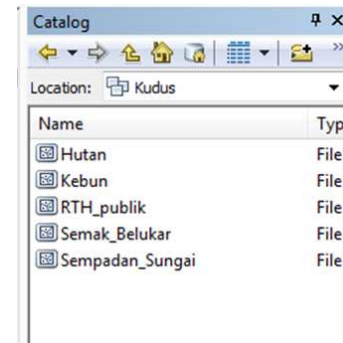 Catalog
Location: Kudus
Name Typ
Hutan File
Kebun File
RTH_publik File
Semak_Belukar File
Sempadan_Sungai File